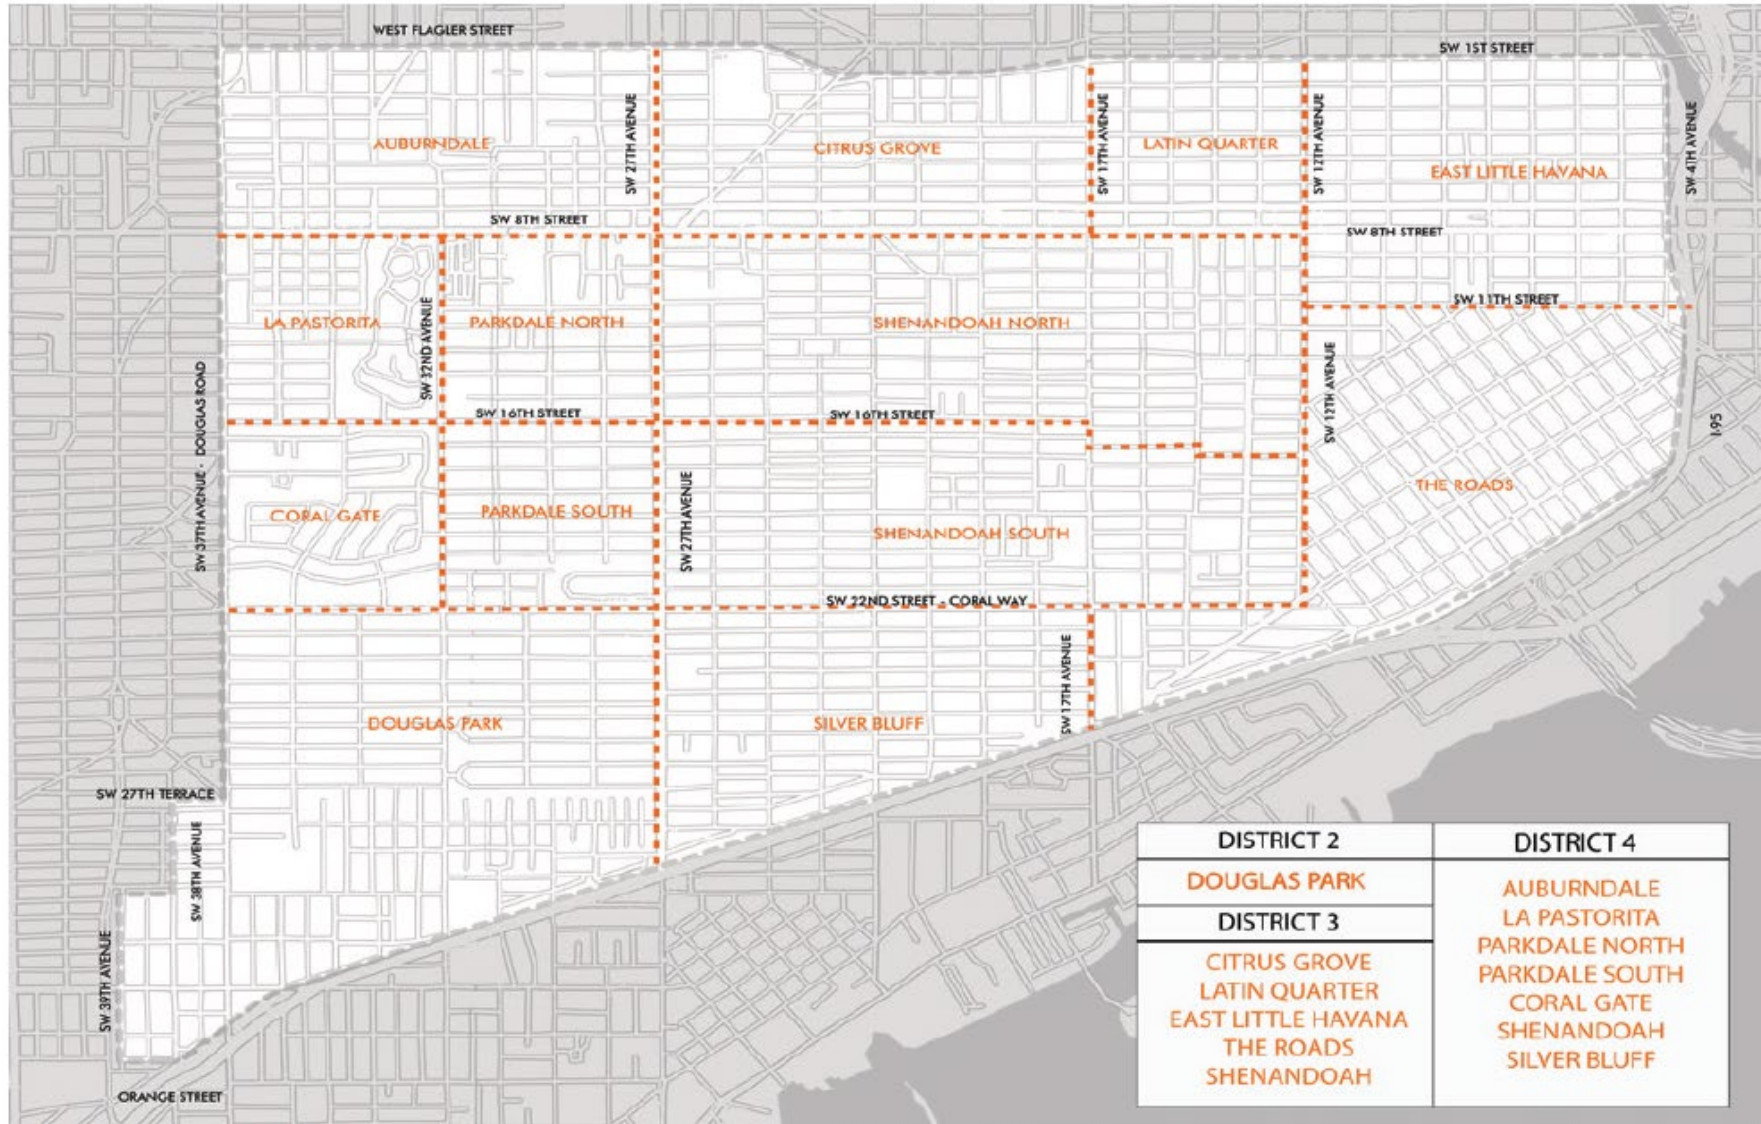 WEST FLAGLER STREET
SW 1ST STREET
SW 27TH AVENUE
SW 17TH AVENUE
SW 12TH AVENUE
SW 4TH AVENUE
AUBURNDALE
CITRUS GROVE
LATIN QUARTER
EAST LITTLE HAVANA
SW 8TH STREET
SW 8TH STREET
SW 11TH STREET
LA PASTORITA
SW 32ND AVENUE
PARKDALE NORTH
SHENANDOAH NORTH
SW 12TH AVENUE
SW 37TH AVENUE - DOUGLAS ROAD
SW 16TH STREET
SW 16TH STREET
I-95
CORAL GATE
PARKDALE SOUTH
SW 27TH AVENUE
SHENANDOAH SOUTH
THE ROADS
SW 22ND STREET - CORAL WAY
SW 17TH AVENUE
DOUGLAS PARK
SILVER BLUFF
SW 27TH TERRACE
SW 38TH AVENUE
SW 39TH AVENUE
ORANGE STREET
DISTRICT 2
DOUGLAS PARK
DISTRICT 3
CITRUS GROVE
LATIN QUARTER
EAST LITTLE HAVANA
THE ROADS
SHENANDOAH
DISTRICT 4
AUBURNDALE
LA PASTORITA
PARKDALE NORTH
PARKDALE SOUTH
CORAL GATE
SHENANDOAH
SILVER BLUFF